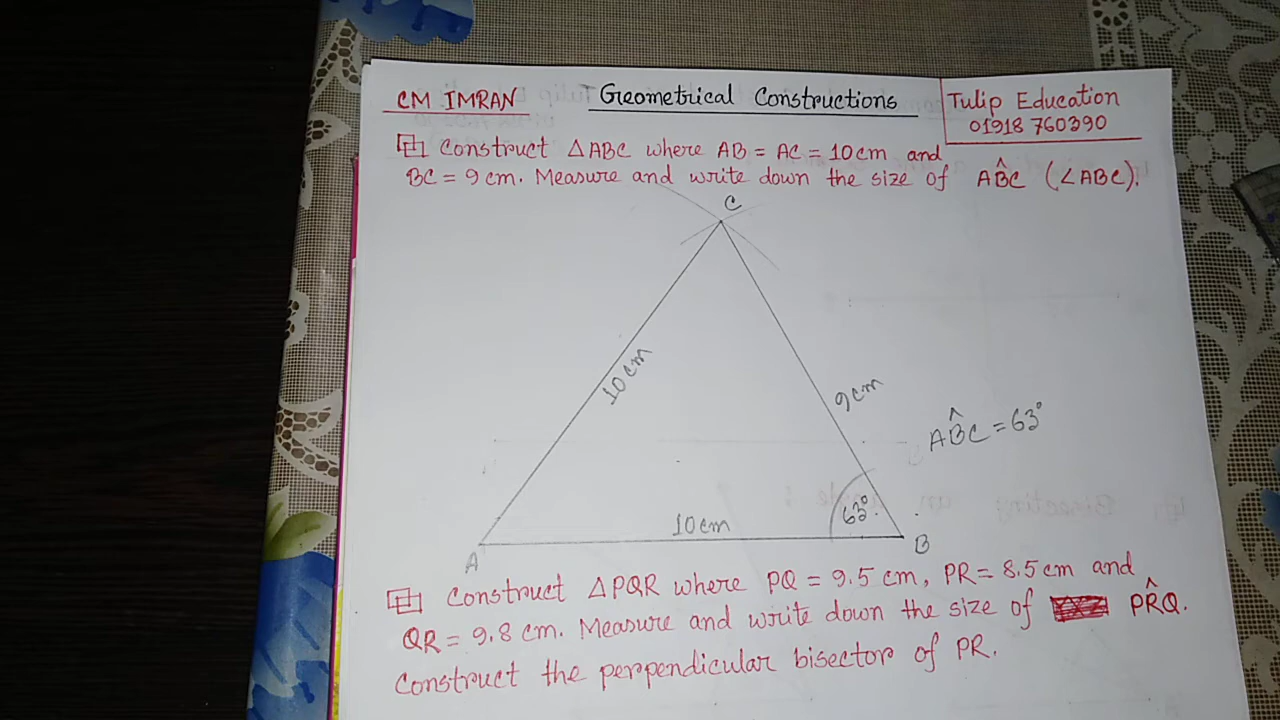 CM IMRAN
Geometrical Constructions
Tulip Education
01918 760390
Construct △ABC where AB = AC = 10cm and
BC = 9 cm. Measure and write down the size of AB̂C (∠ABC).
C
10cm
9cm
AB̂C = 63°
63°
10cm
A
B
Construct △PQR where PQ = 9.5 cm, PR = 8.5 cm and
QR = 9.8 cm. Measure and write down the size of PR̂Q.
Construct the perpendicular bisector of PR.